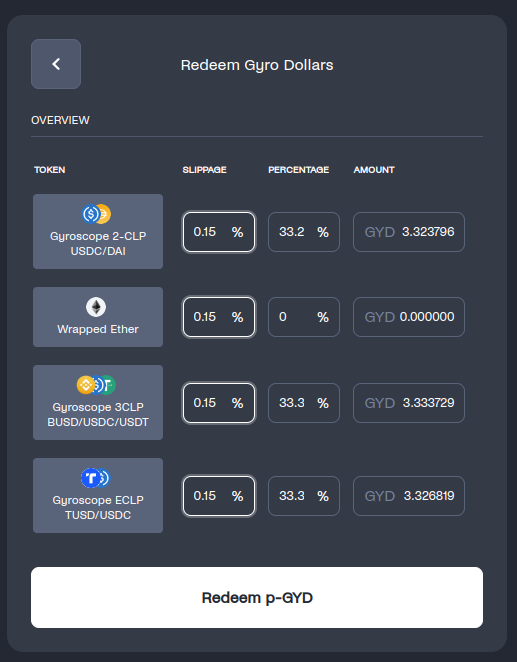 Redeem Gyro Dollars
OVERVIEW
TOKEN SLIPPAGE PERCENTAGE AMOUNT
Gyroscope 2-CLP
USDC/DAI
0.15 % 33.2 % GYD 3.323796
Wrapped Ether
0.15 % 0 % GYD 0.000000
Gyroscope 3CLP
BUSD/USDC/USDT
0.15 % 33.3 % GYD 3.333729
Gyroscope ECLP
TUSD/USDC
0.15 % 33.3 % GYD 3.326819
Redeem p-GYD